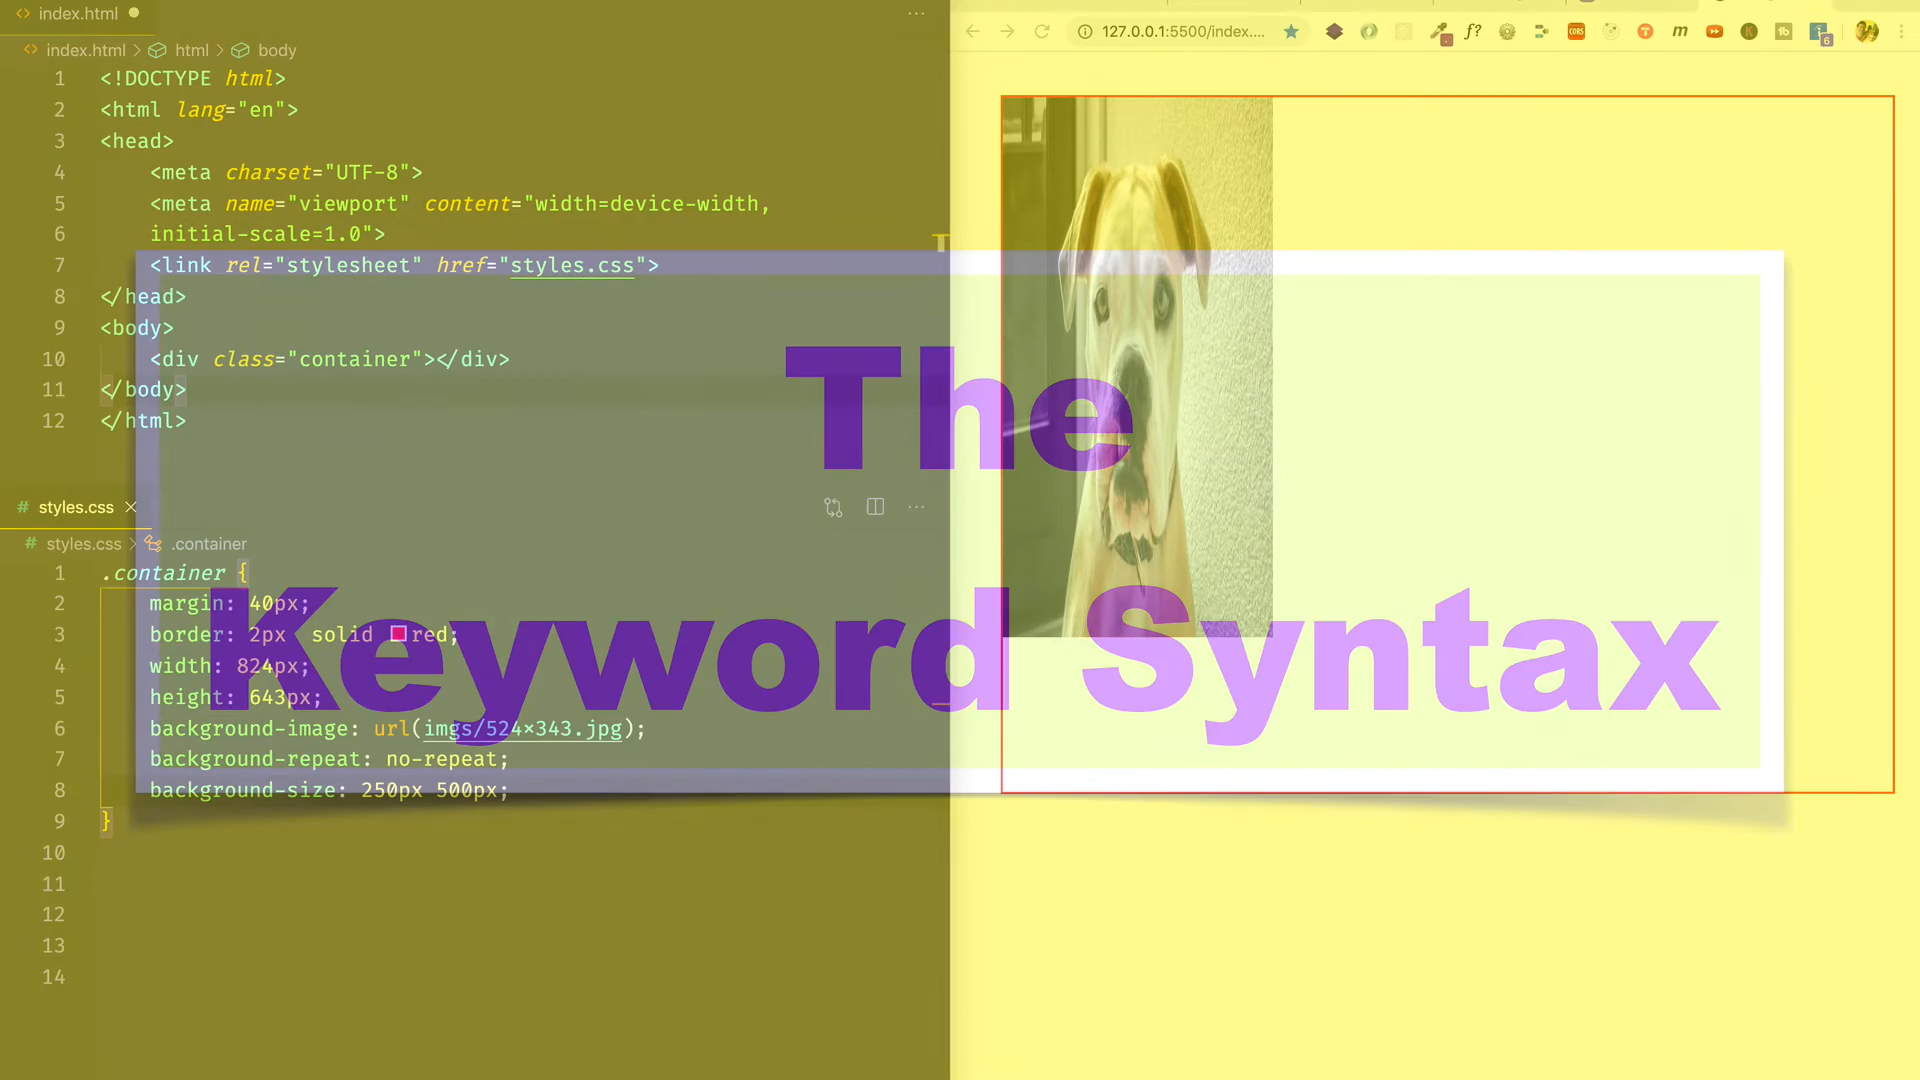 index.html
127.0.0.1:5500/index....
index.html > html > body
1 <!DOCTYPE html>
2 <html lang="en">
3 <head>
4 <meta charset="UTF-8">
5 <meta name="viewport" content="width=device-width,
6 initial-scale=1.0">
7 <link rel="stylesheet" href="styles.css">
8 </head>
9 <body>
10 <div class="container"></div>
11 </body>
12 </html>
The
Keyword Syntax
# styles.css
# styles.css > .container
1 .container {
2 margin: 40px;
3 border: 2px solid red;
4 width: 824px;
5 height: 643px;
6 background-image: url(imgs/524×343.jpg);
7 background-repeat: no-repeat;
8 background-size: 250px 500px;
9 }
10
11
12
13
14